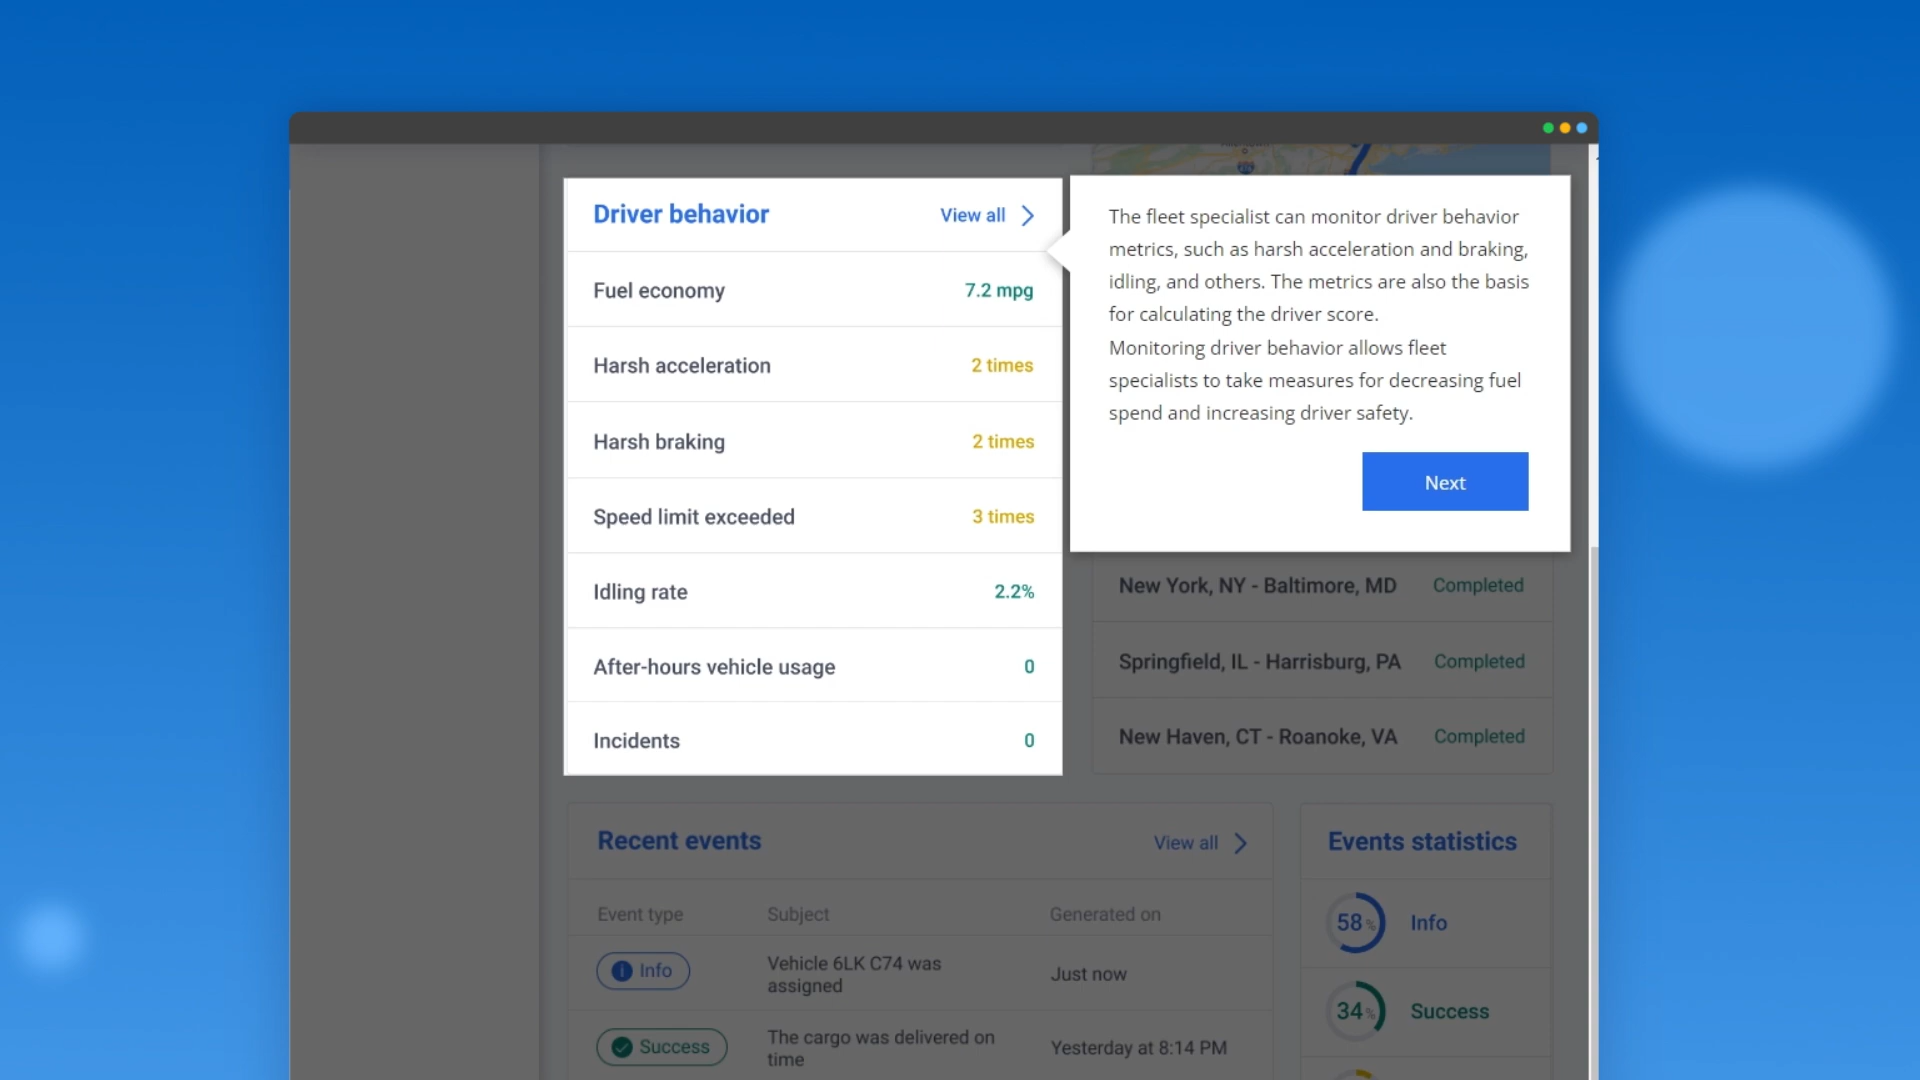 Driver behavior
View all
Fuel economy
7.2 mpg
Harsh acceleration
2 times
Harsh braking
2 times
Speed limit exceeded
3 times
Idling rate
2.2%
After-hours vehicle usage
0
Incidents
0
The fleet specialist can monitor driver behavior
metrics, such as harsh acceleration and braking,
idling, and others. The metrics are also the basis
for calculating the driver score.
Monitoring driver behavior allows fleet
specialists to take measures for decreasing fuel
spend and increasing driver safety.
Next
New York, NY - Baltimore, MD
Completed
Springfield, IL - Harrisburg, PA
Completed
New Haven, CT - Roanoke, VA
Completed
Recent events
View all
Event type
Subject
Generated on
Info
Vehicle 6LK C74 was
assigned
Just now
Success
The cargo was delivered on
time
Yesterday at 8:14 PM
Events statistics
58%
Info
34%
Success